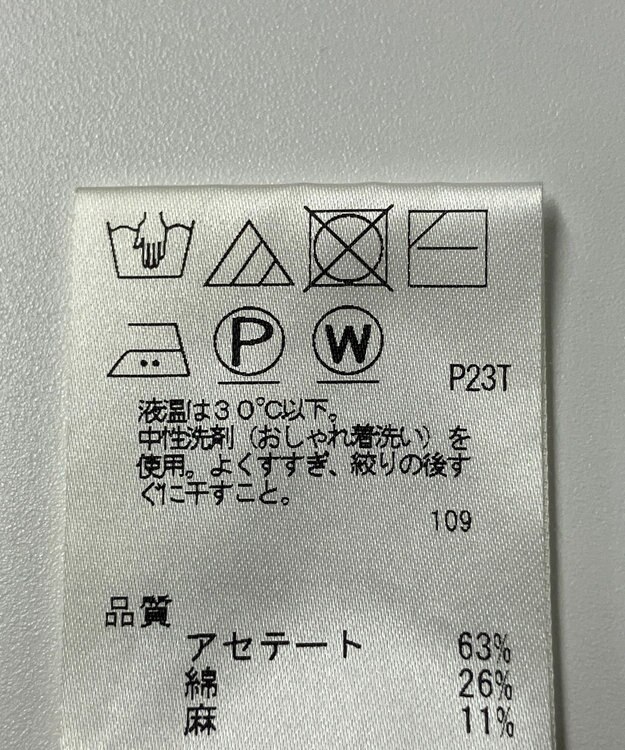 P W
P23T
液温は30℃以下。
中性洗剤（おしゃれ着洗い）を
使用。よくすすぎ、絞りの後す
ぐに干すこと。
109
品質
アセテート 63%
綿 26%
麻 11%